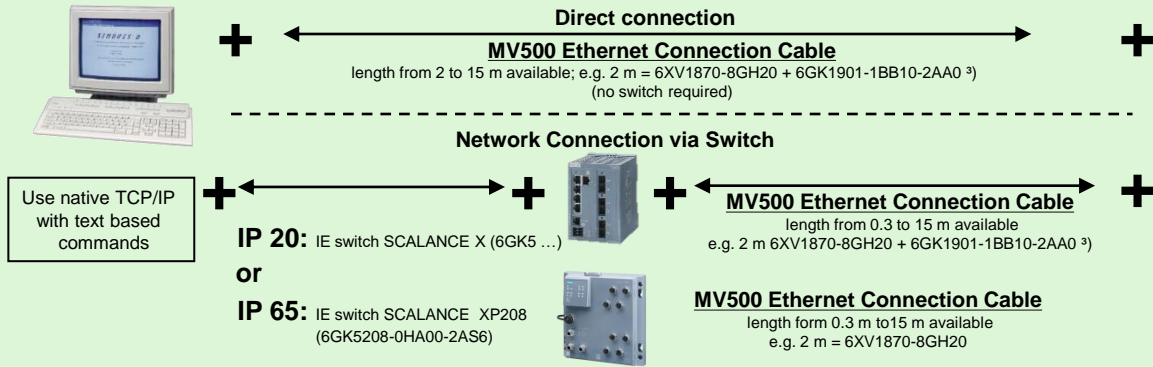 Direct connection
MV500 Ethernet Connection Cable
length from 2 to 15 m available; e.g. 2 m = 6XV1870-8GH20 + 6GK1901-1BB10-2AA0 ³)
(no switch required)
Network Connection via Switch
Use native TCP/IP
with text based
commands
IP 20: IE switch SCALANCE X (6GK5 …)
or
IP 65: IE switch SCALANCE XP208
(6GK5208-0HA00-2AS6)
MV500 Ethernet Connection Cable
length from 0.3 to 15 m available
e.g. 2 m 6XV1870-8GH20 + 6GK1901-1BB10-2AA0 ³)
MV500 Ethernet Connection Cable
length form 0.3 m to15 m available
e.g. 2 m = 6XV1870-8GH20